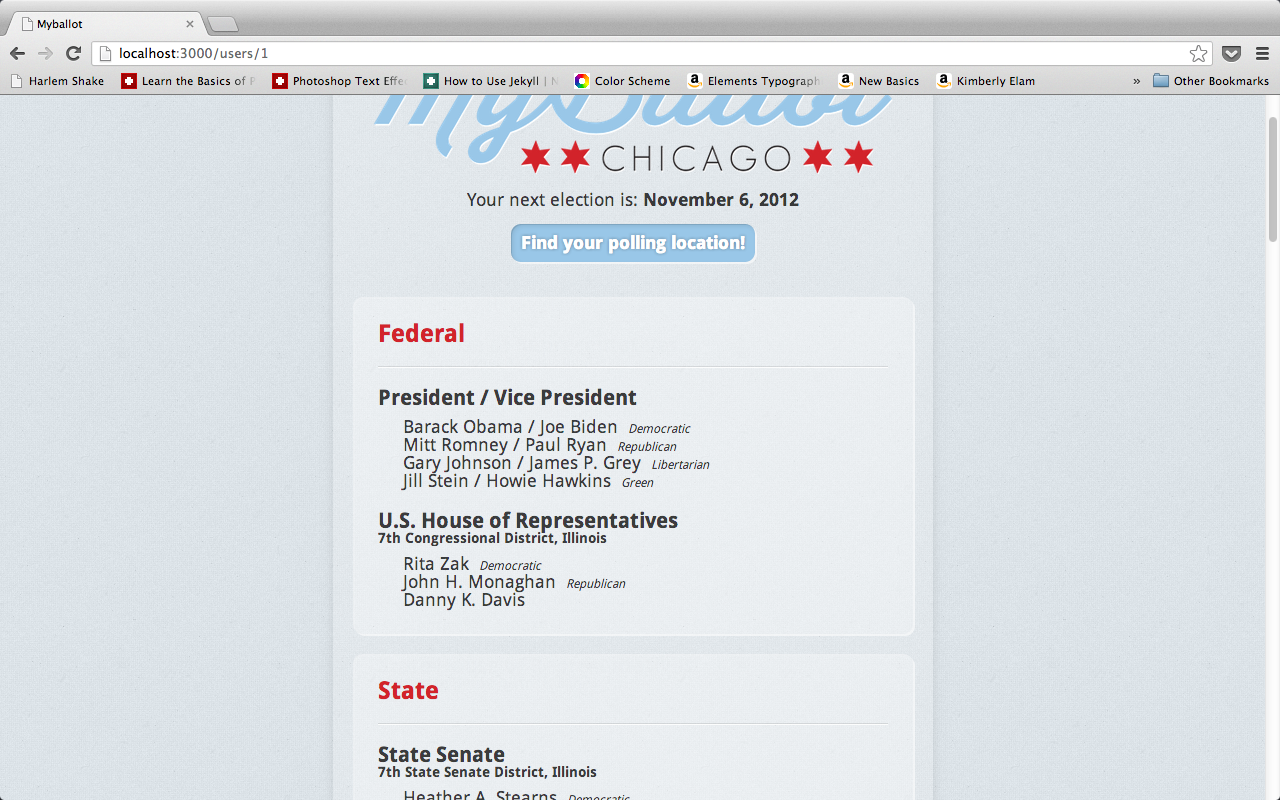 Myballot
localhost:3000/users/1
Harlem Shake Learn the Basics of P Photoshop Text Effe How to Use Jekyll | N Color Scheme Elements Typograph New Basics Kimberly Elam » Other Bookmarks
MyBallot
CHICAGO
Your next election is: November 6, 2012
Find your polling location!
Federal
President / Vice President
Barack Obama / Joe Biden Democratic
Mitt Romney / Paul Ryan Republican
Gary Johnson / James P. Grey Libertarian
Jill Stein / Howie Hawkins Green
U.S. House of Representatives
7th Congressional District, Illinois
Rita Zak Democratic
John H. Monaghan Republican
Danny K. Davis
State
State Senate
7th State Senate District, Illinois
Heather A. Stearns Democratic